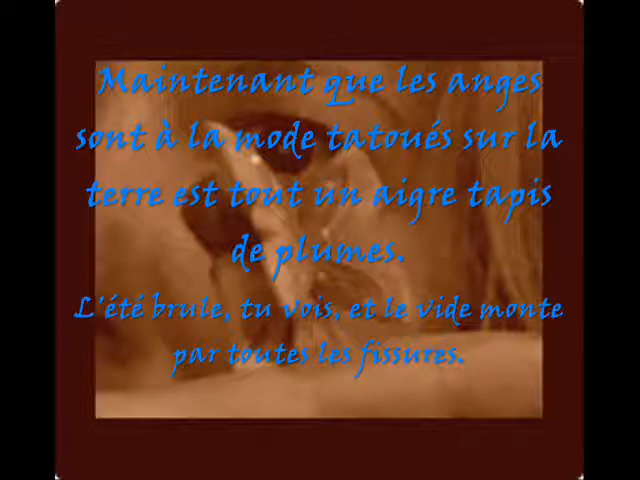 Maintenant que les anges
sont à la mode tatoués sur la
terre est tout un aigre tapis
de plumes.
L'été brule, tu vois, et le vide monte
par toutes les fissures.